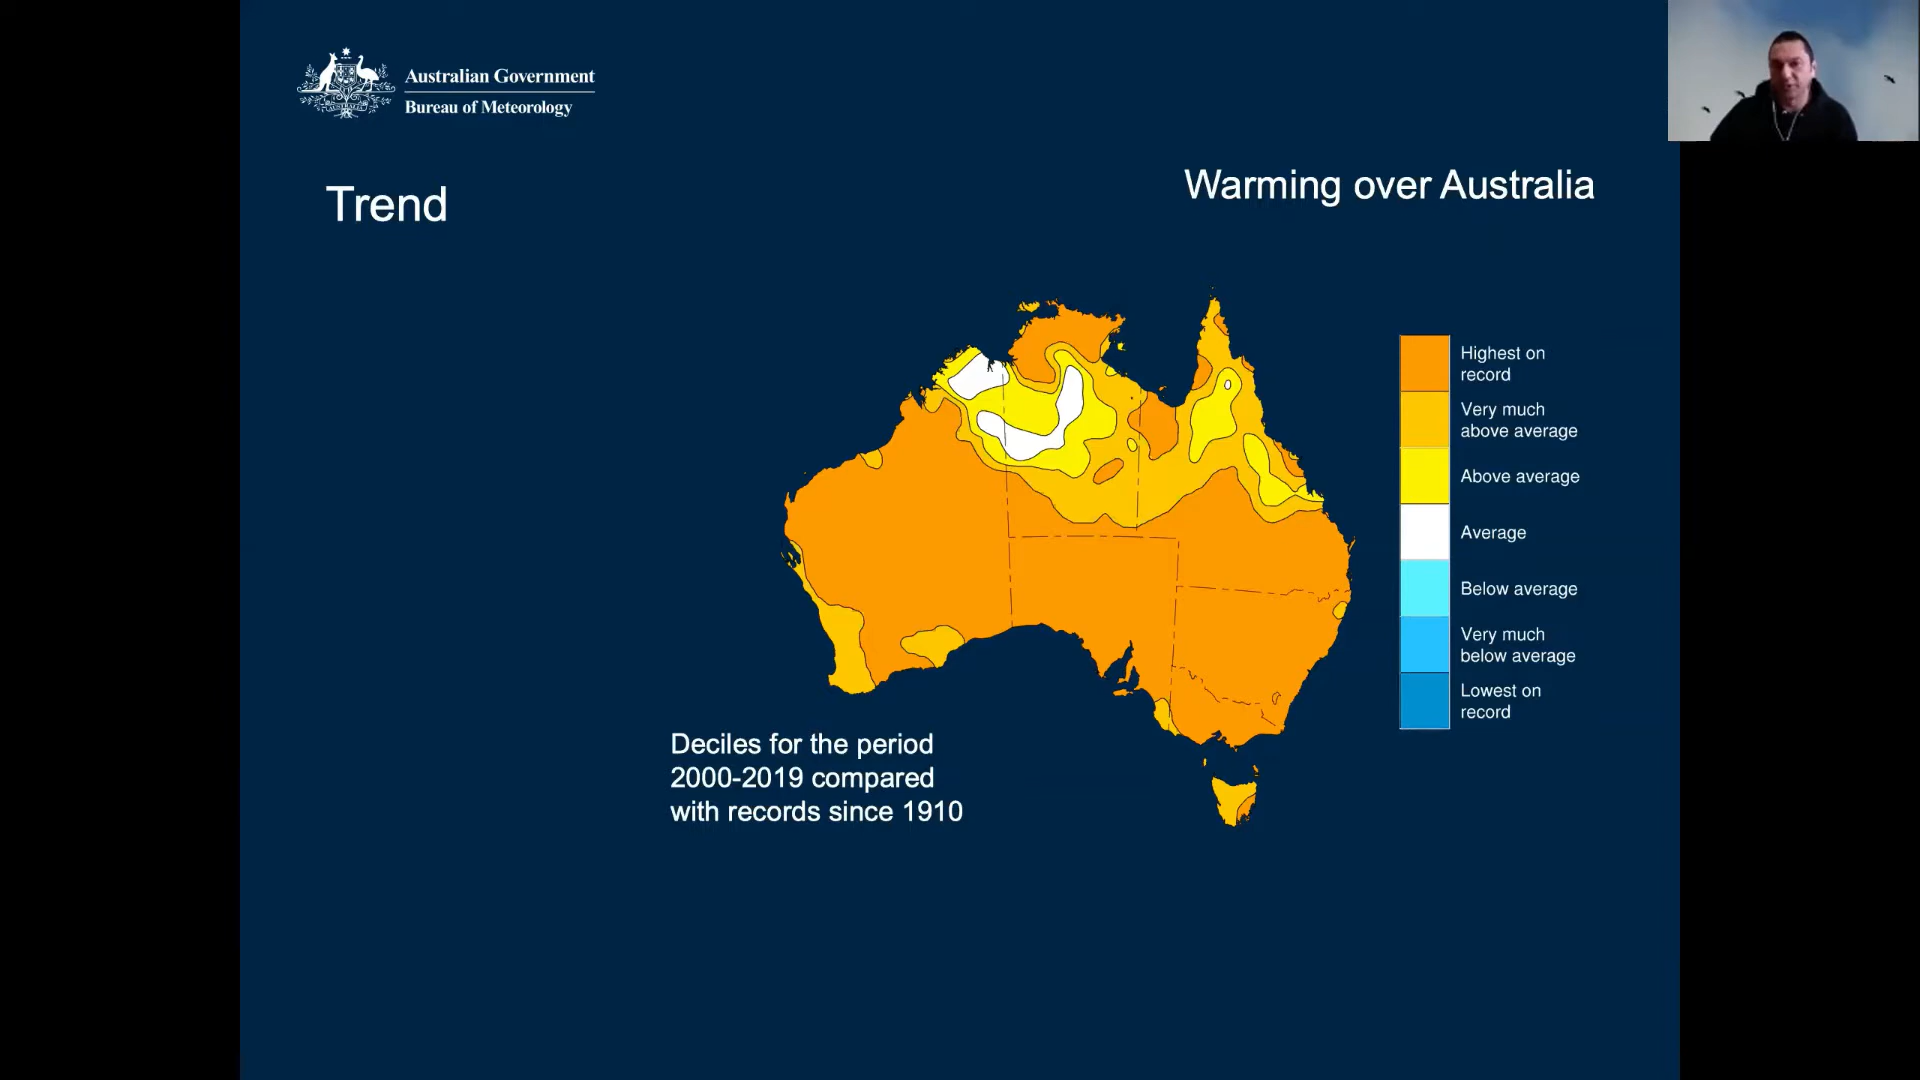 Australian Government
Bureau of Meteorology
Trend
Warming over Australia
Highest on
record
Very much
above average
Above average
Average
Below average
Very much
below average
Lowest on
record
Deciles for the period
2000-2019 compared
with records since 1910